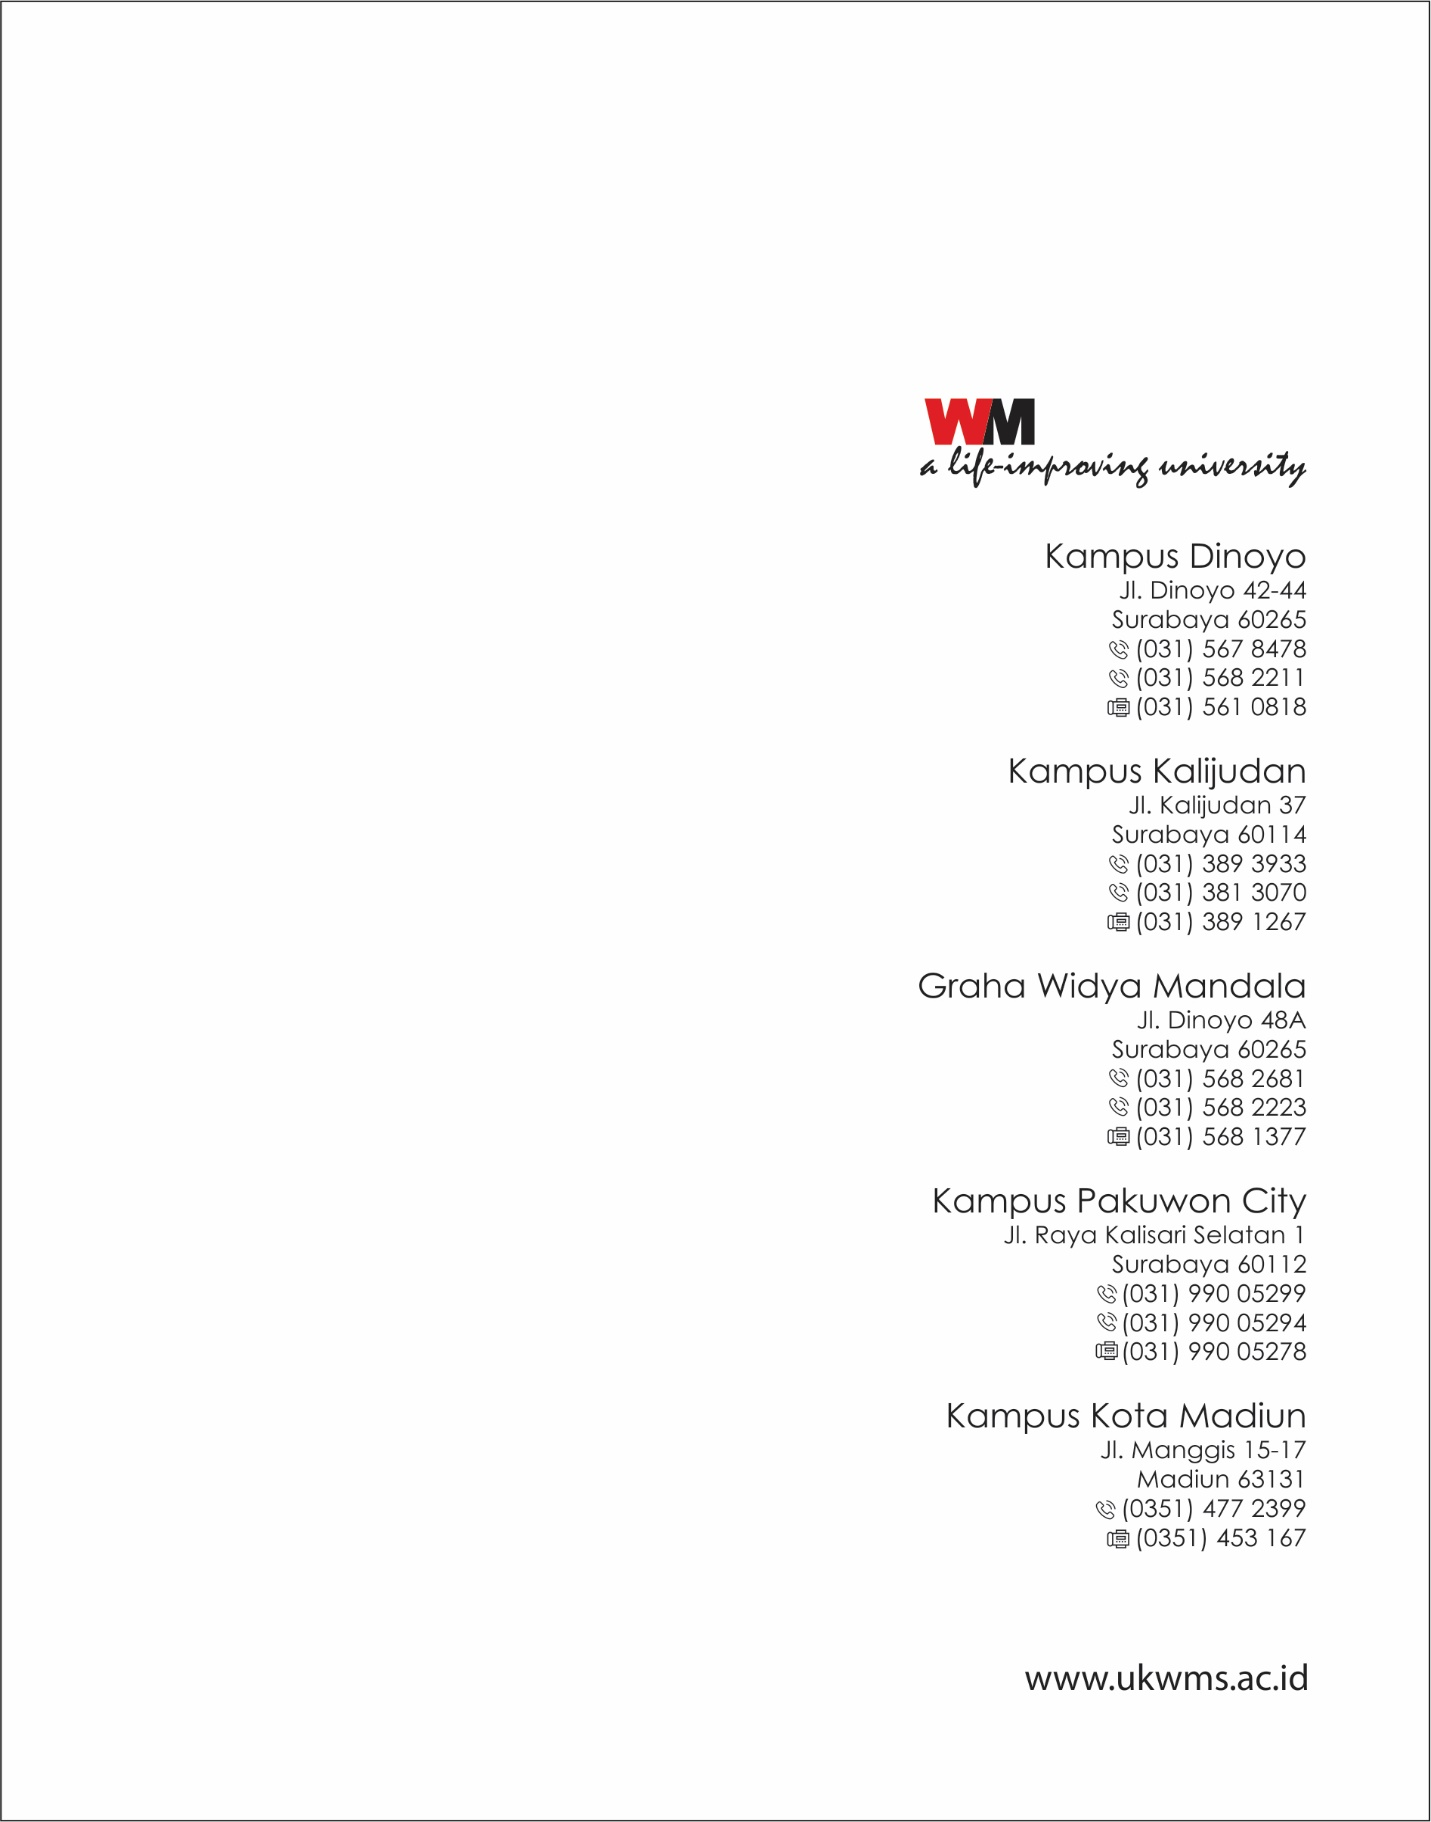 WM
a life-improving university
Kampus Dinoyo
Jl. Dinoyo 42-44
Surabaya 60265
(031) 567 8478
(031) 568 2211
(031) 561 0818
Kampus Kalijudan
Jl. Kalijudan 37
Surabaya 60114
(031) 389 3933
(031) 381 3070
(031) 389 1267
Graha Widya Mandala
Jl. Dinoyo 48A
Surabaya 60265
(031) 568 2681
(031) 568 2223
(031) 568 1377
Kampus Pakuwon City
Jl. Raya Kalisari Selatan 1
Surabaya 60112
(031) 990 05299
(031) 990 05294
(031) 990 05278
Kampus Kota Madiun
Jl. Manggis 15-17
Madiun 63131
(0351) 477 2399
(0351) 453 167
www.ukwms.ac.id